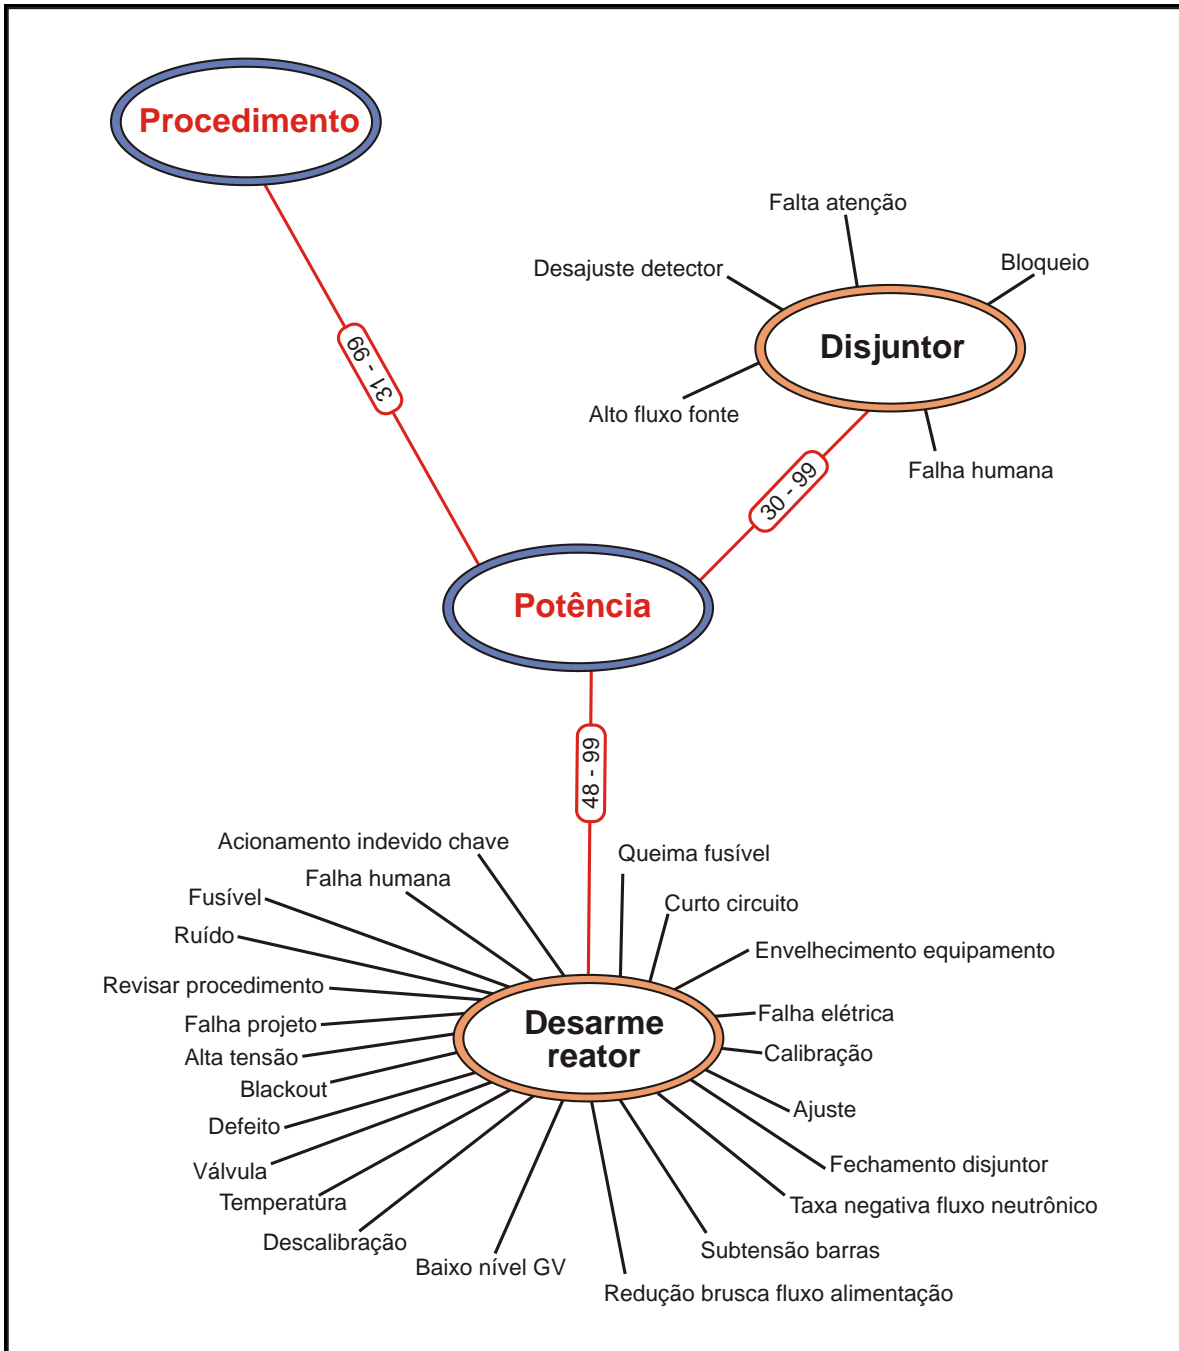 Procedimento
Falta atenção
Desajuste detector
Bloqueio
Disjuntor
31 - 99
Alto fluxo fonte
Falha humana
30 - 99
Potência
48 - 99
Acionamento indevido chave
Queima fusível
Falha humana
Fusível
Curto circuito
Ruído
Envelhecimento equipamento
Revisar procedimento
Falha projeto
Desarme
reator
Falha elétrica
Alta tensão
Calibração
Blackout
Ajuste
Defeito
Válvula
Fechamento disjuntor
Temperatura
Taxa negativa fluxo neutrônico
Descalibração
Subtensão barras
Baixo nível GV
Redução brusca fluxo alimentação